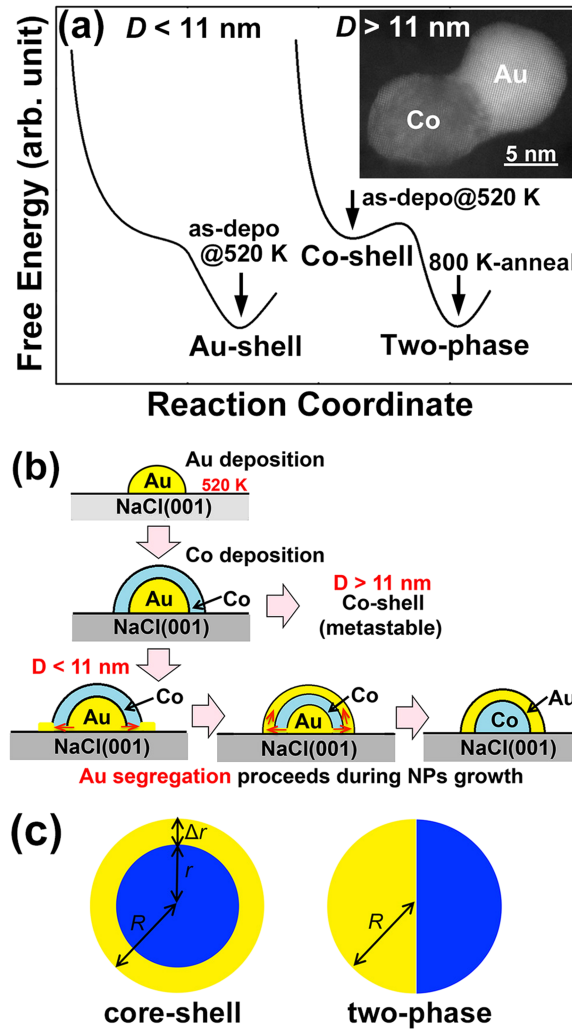 (a)
D < 11 nm
D > 11 nm
Au
Co
5 nm
as-depo@520 K
as-depo
@520 K
Co-shell
800 K-anneal
Au-shell
Two-phase
Free Energy (arb. unit)
Reaction Coordinate
(b)
Au deposition
Au
520 K
NaCl(001)
Co deposition
Au
Co
NaCl(001)
D > 11 nm
Co-shell
(metastable)
D < 11 nm
Co
Au
NaCl(001)
Co
Au
NaCl(001)
Au
Co
NaCl(001)
Au segregation proceeds during NPs growth
(c)
Δr
r
R
core-shell
R
two-phase